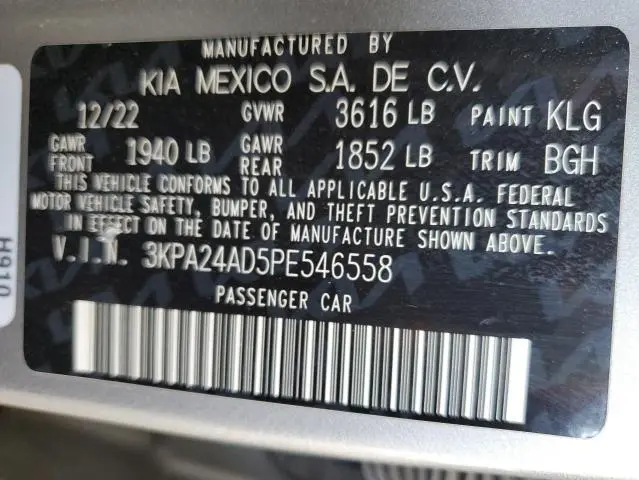 MANUFACTURED BY
KIA MEXICO S.A. DE C.V.
12/22 GVWR 3616 LB PAINT KLG
GAWR FRONT 1940 LB GAWR REAR 1852 LB TRIM BGH
THIS VEHICLE CONFORMS TO ALL APPLICABLE U.S.A. FEDERAL
MOTOR VEHICLE SAFETY, BUMPER, AND THEFT PREVENTION STANDARDS
IN EFFECT ON THE DATE OF MANUFACTURE SHOWN ABOVE.
V.I.N. 3KPA24AD5PE546558
PASSENGER CAR
H910